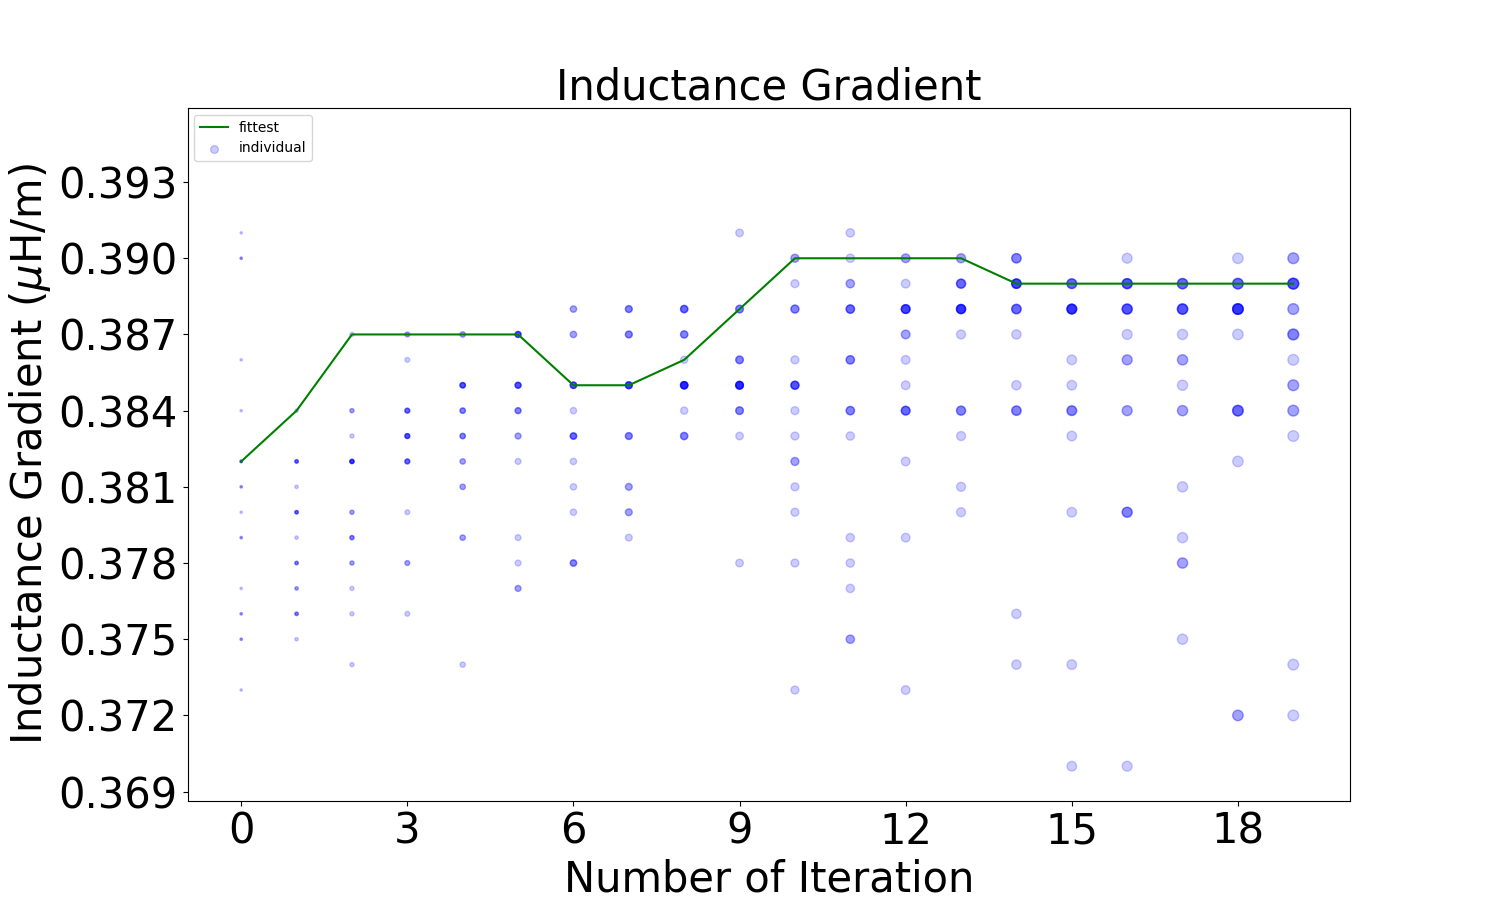 Inductance Gradient
fittest
individual
Inductance Gradient (μH/m)
0.393
0.390
0.387
0.384
0.381
0.378
0.375
0.372
0.369
0 3 6 9 12 15 18
Number of Iteration